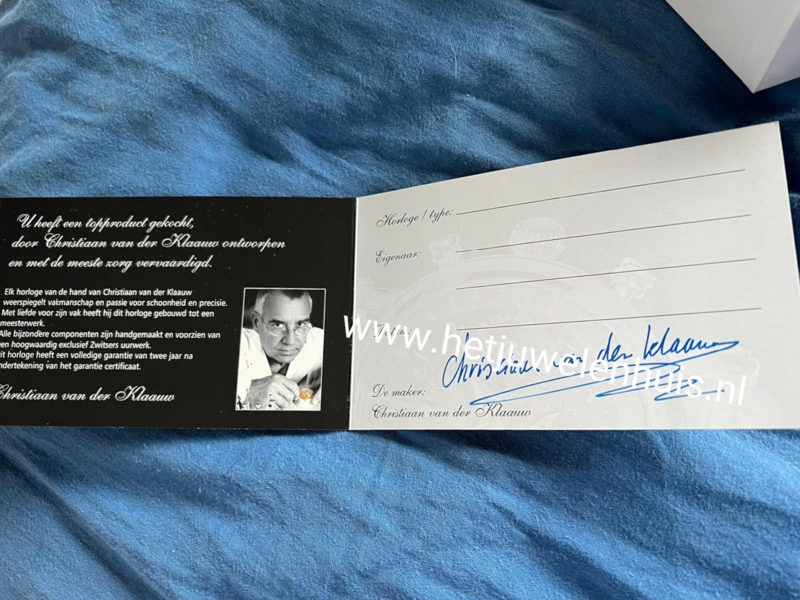 U heeft een topproduct gekocht,
door Christiaan van der Klaauw ontworpen
en met de meeste zorg vervaardigd.
Elk horloge van de hand van Christiaan van der Klaauw
weerspiegelt vakmanschap en passie voor schoonheid en precisie.
Met liefde voor zijn vak heeft hij dit horloge gebouwd tot een
meesterwerk.
Alle bijzondere componenten zijn handgemaakt en voorzien van
een hoogwaardig exclusief Zwitsers uurwerk.
it horloge heeft een volledige garantie van twee jaar na
ndertekening van het garantie certificaat.
Christiaan van der Klaauw
Horloge / type:
Eigenaar:
www.hetjuwelenhuis.nl
Christiaan van der Klaauw
De maker:
Christiaan van der Klaauw